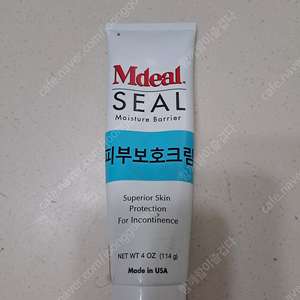 Mdeal.
SEAL
Moisture Barrier
피부보호크림
Superior Skin
Protection
For Incontinence
NET WT 4 OZ (114 g)
Made in USA